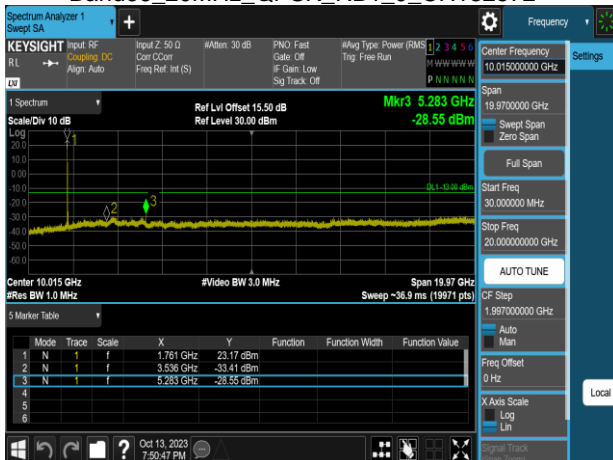 Spectrum Analyzer 1
Swept SA
+
Frequency
KEYSIGHT
Input: RF
Input Z: 50 Ω
#Atten: 30 dB
PNO: Fast
#Avg Type: Power (RMS
1 2 3 4 5 6
RL
Coupling: DC
Corr CCorr
Gate: Off
Trig: Free Run
M W W W W W
Align: Auto
Freq Ref: Int (S)
IF Gain: Low
Sig Track: Off
P N N N N N
LXI
Center Frequency
10.015000000 GHz
Settings
Span
19.9700000 GHz
Swept Span
Zero Span
Full Span
Start Freq
30.000000 MHz
Stop Freq
20.000000000 GHz
AUTO TUNE
CF Step
1.997000000 GHz
Auto
Man
Freq Offset
0 Hz
X Axis Scale
Log
Lin
Signal Track
Local
1 Spectrum
Ref Lvl Offset 15.50 dB
Mkr3 5.283 GHz
Scale/Div 10 dB
Ref Level 30.00 dBm
-28.55 dBm
Log
20.0
10.0
0.00
-10.0
-20.0
-30.0
-40.0
-50.0
-60.0
1
2
3
DL1 -13.00 dBm
Center 10.015 GHz
#Video BW 3.0 MHz
Span 19.97 GHz
#Res BW 1.0 MHz
Sweep ~36.9 ms (19971 pts)
5 Marker Table
Mode Trace Scale X Y Function Function Width Function Value
1 N 1 f 1.761 GHz 23.17 dBm
2 N 1 f 3.536 GHz -33.41 dBm
3 N 1 f 5.283 GHz -28.55 dBm
4
5
6
?
Oct 13, 2023
7:50:47 PM